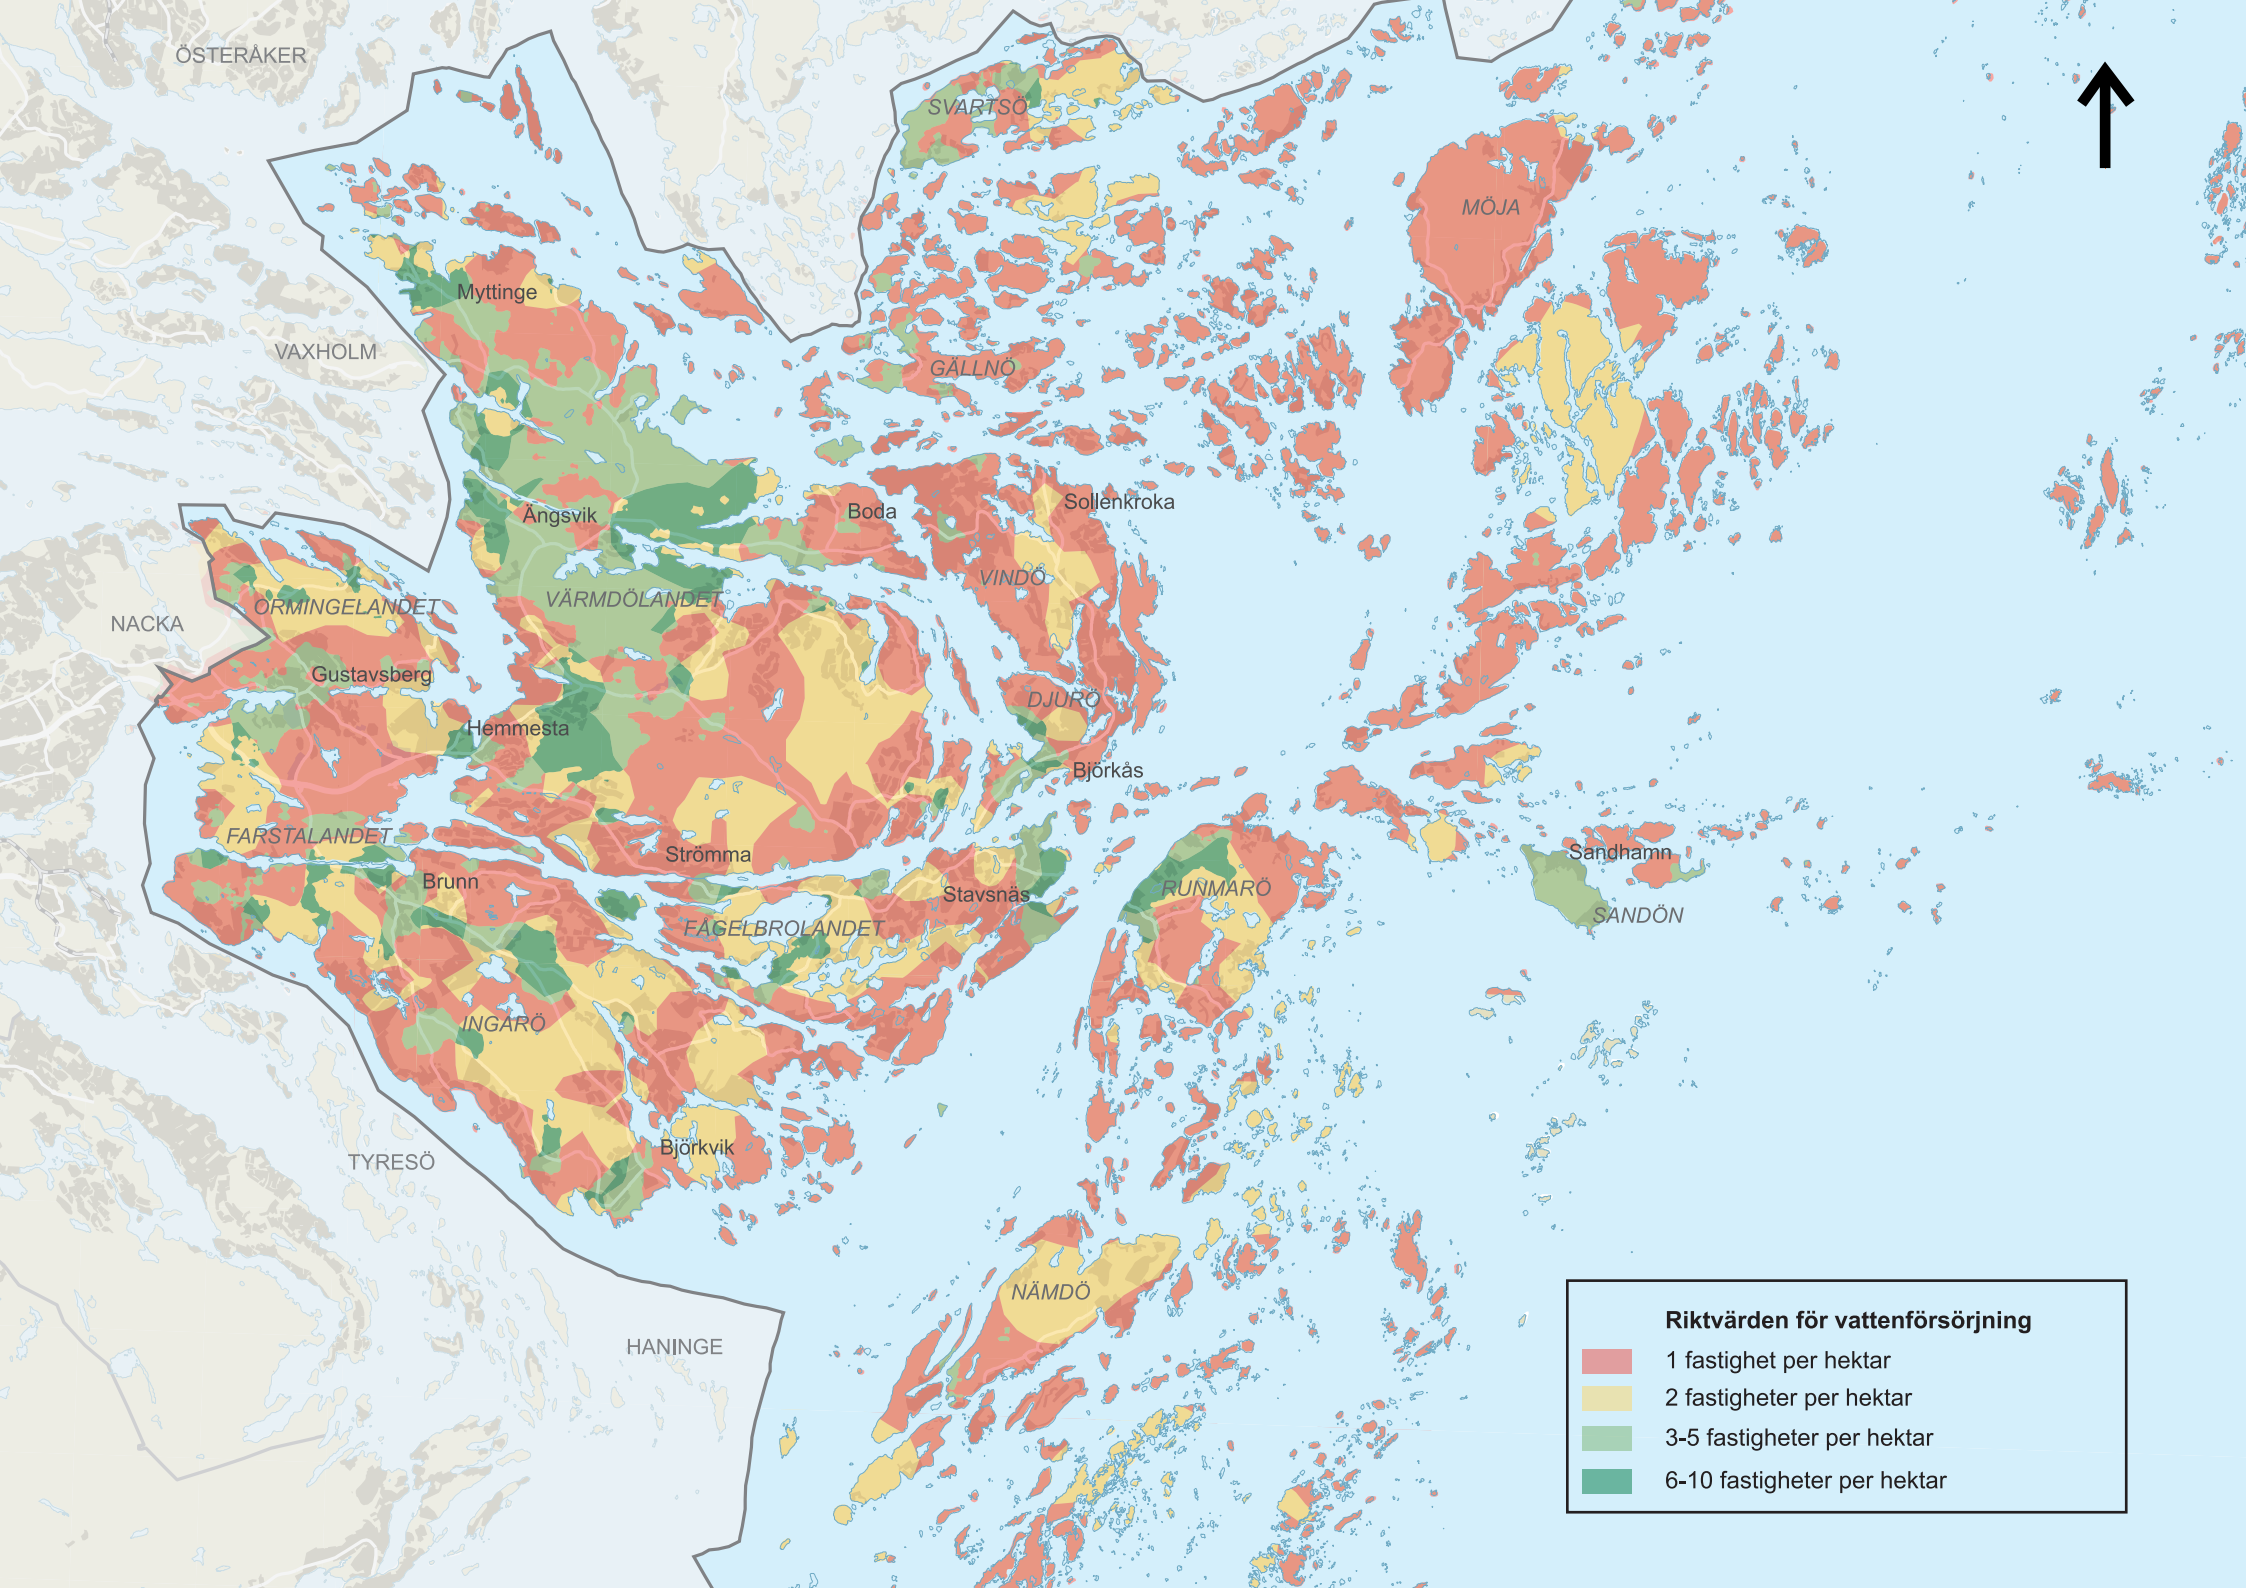 ÖSTERÅKER
SVARTSÖ
MÖJA
Myttinge
VAXHOLM
GÄLLNÖ
Sollenkroka
Boda
Ängsvik
VINDÖ
VÄRMDÖLANDET
ORMINGELANDET
NACKA
Gustavsberg
DJURÖ
Hemmesta
Björkås
FARSTALANDET
Strömma
Sandhamn
Brunn
RUNMARÖ
Stavsnäs
SANDÖN
FÅGELBROLANDET
INGARÖ
Björkvik
TYRESÖ
NÄMDÖ
HANINGE
Riktvärden för vattenförsörjning
1 fastighet per hektar
2 fastigheter per hektar
3-5 fastigheter per hektar
6-10 fastigheter per hektar